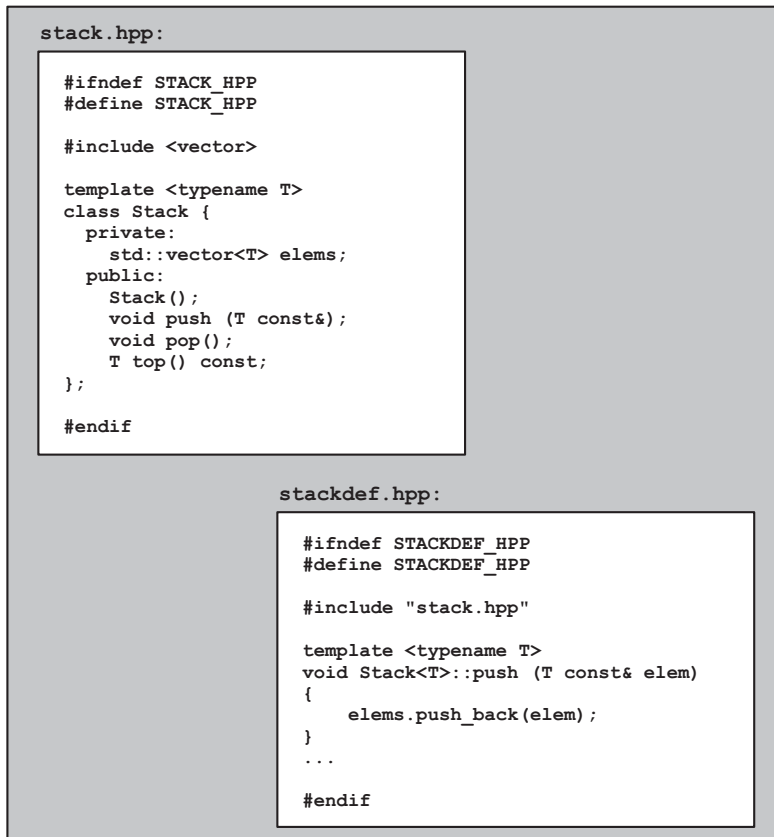 stack.hpp:
#ifndef STACK_HPP
#define STACK_HPP
#include <vector>
template <typename T>
class Stack {
private:
std::vector<T> elems;
public:
Stack();
void push (T const&);
void pop();
T top() const;
};
#endif
stackdef.hpp:
#ifndef STACKDEF_HPP
#define STACKDEF_HPP
#include "stack.hpp"
template <typename T>
void Stack<T>::push (T const& elem)
{
elems.push_back(elem);
}
...
#endif